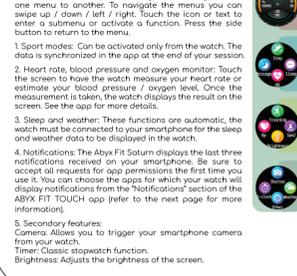 one menu to another. To navigate the menus you can
swipe up / down / left / right. Touch the icon or text to
enter a submenu or activate a function. Press the side
button to return to the menu.
1. Sport modes: Can be activated only from the watch. The
data is synchronized in the app at the end of your session.
2. Heart rate, blood pressure and oxygen monitor: Touch
the screen to have the watch measure your heart rate or
estimate your blood pressure / oxygen level. Once the
measurement is taken, the watch displays the result on the
screen. See the app for more details.
3. Sleep and weather: These functions are automatic, the
watch must be connected to your smartphone for the sleep
and weather data to be displayed in the watch.
4. Notifications: The Abyx Fit Saturn displays the last three
notifications received on your smartphone. Be sure to
accept all requests for app permissions the first time you
use it. You can choose the apps for which your watch will
display notifications from the "Notifications" section of the
ABYX FIT TOUCH app (refer to the next page for more
information).
5. Secondary features:
Camera: Allows you to trigger your smartphone camera
from your watch.
Timer: Classic stopwatch function.
Brightness: Adjusts the brightness of the screen.
Sleep
Training